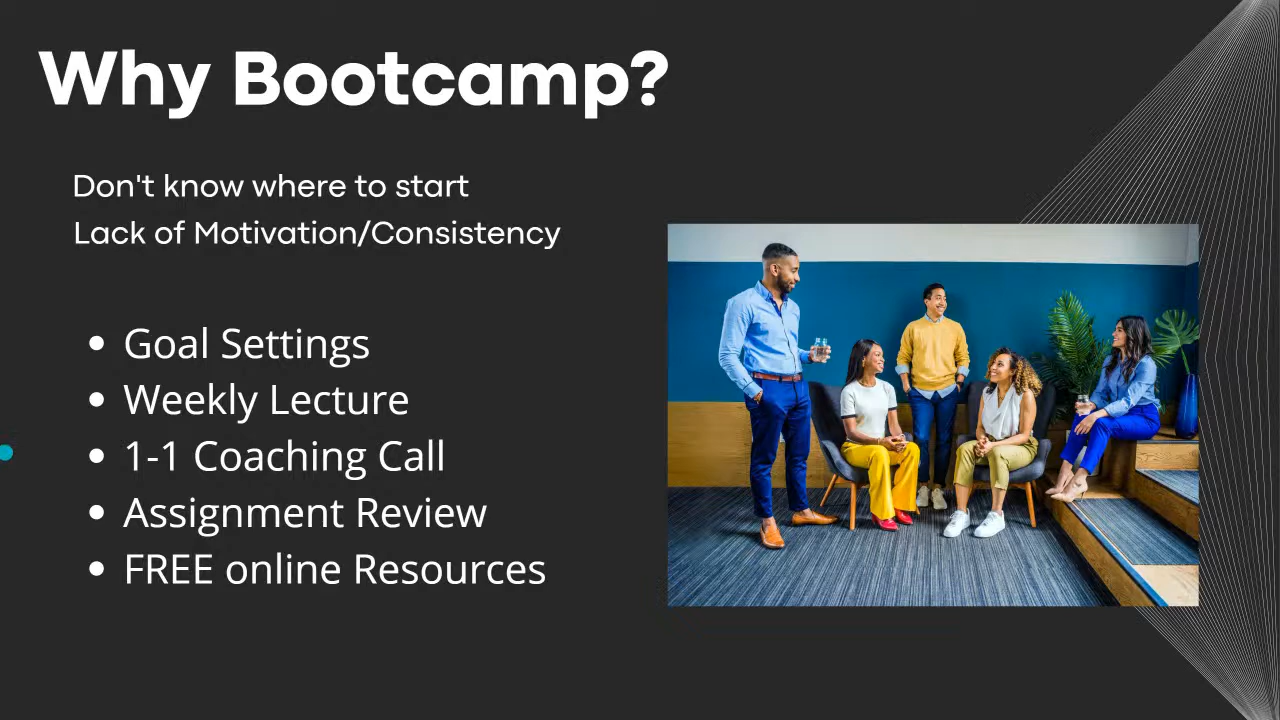 Why Bootcamp?
Don't know where to start
Lack of Motivation/Consistency
• Goal Settings
• Weekly Lecture
• 1-1 Coaching Call
• Assignment Review
• FREE online Resources